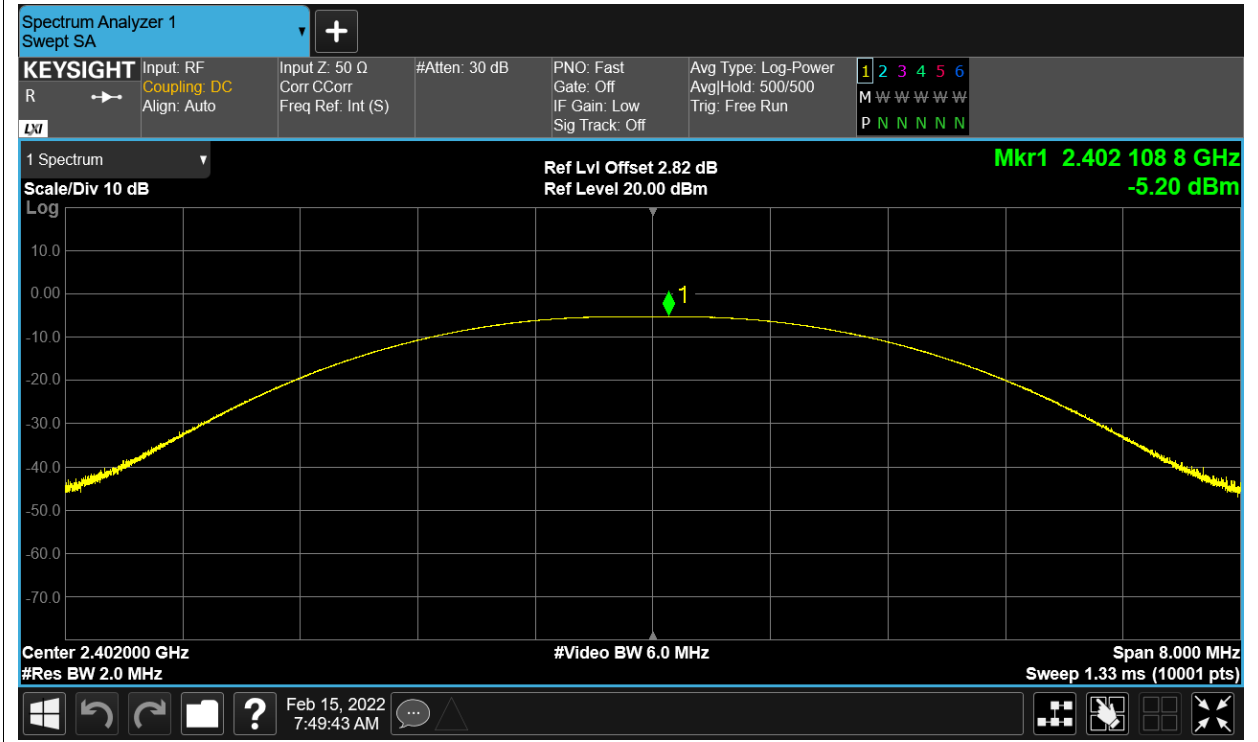 Spectrum Analyzer 1
Swept SA
KEYSIGHT
R
LXI
Input: RF
Coupling: DC
Align: Auto
Input Z: 50 Ω
Corr CCorr
Freq Ref: Int (S)
#Atten: 30 dB
PNO: Fast
Gate: Off
IF Gain: Low
Sig Track: Off
Avg Type: Log-Power
Avg|Hold: 500/500
Trig: Free Run
1 2 3 4 5 6
M W W W W W
P N N N N N
1 Spectrum
Scale/Div 10 dB
Log
Ref Lvl Offset 2.82 dB
Ref Level 20.00 dBm
Mkr1 2.402 108 8 GHz
-5.20 dBm
10.0
0.00
-10.0
-20.0
-30.0
-40.0
-50.0
-60.0
-70.0
1
Center 2.402000 GHz
#Res BW 2.0 MHz
#Video BW 6.0 MHz
Span 8.000 MHz
Sweep 1.33 ms (10001 pts)
?
Feb 15, 2022
7:49:43 AM